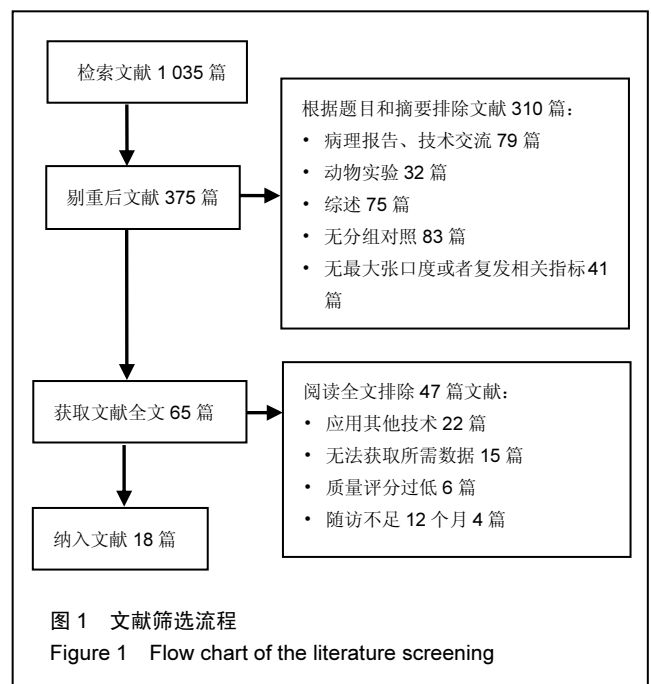 检索文献 1 035 篇
剔重后文献 375 篇
根据题目和摘要排除文献 310 篇：
• 病理报告、技术交流 79 篇
• 动物实验 32 篇
• 综述 75 篇
• 无分组对照 83 篇
• 无最大张口度或者复发相关指标 41
篇
获取文献全文 65 篇
阅读全文排除 47 篇文献：
• 应用其他技术 22 篇
• 无法获取所需数据 15 篇
• 质量评分过低 6 篇
• 随访不足 12 个月 4 篇
纳入文献 18 篇
图 1 文献筛选流程
Figure 1 Flow chart of the literature screening